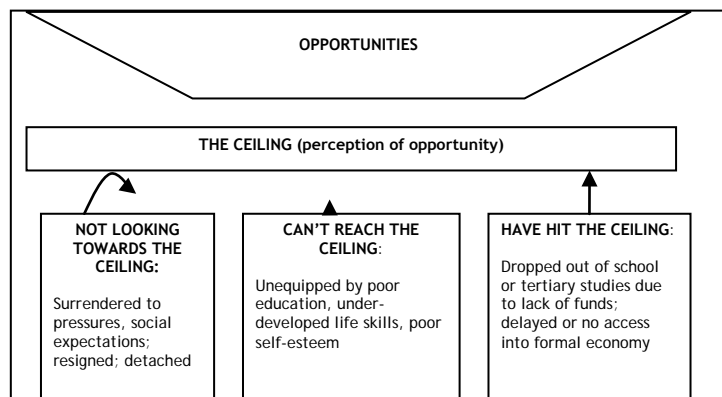 OPPORTUNITIES
THE CEILING (perception of opportunity)
NOT LOOKING
TOWARDS THE
CEILING:
Surrendered to
pressures, social
expectations;
resigned; detached
CAN’T REACH THE
CEILING:
Unequipped by poor
education, under-
developed life skills, poor
self-esteem
HAVE HIT THE CEILING:
Dropped out of school
or tertiary studies due
to lack of funds;
delayed or no access
into formal economy